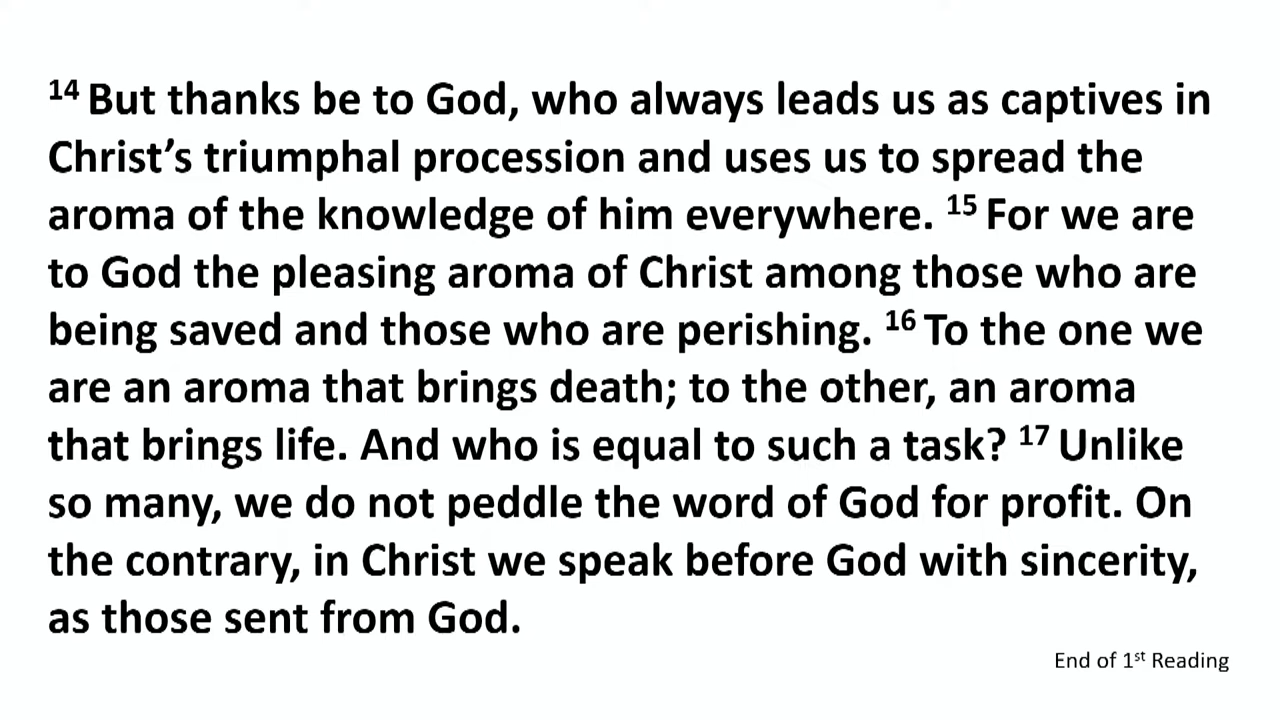 14 But thanks be to God, who always leads us as captives in
Christ’s triumphal procession and uses us to spread the
aroma of the knowledge of him everywhere. 15 For we are
to God the pleasing aroma of Christ among those who are
being saved and those who are perishing. 16 To the one we
are an aroma that brings death; to the other, an aroma
that brings life. And who is equal to such a task? 17 Unlike
so many, we do not peddle the word of God for profit. On
the contrary, in Christ we speak before God with sincerity,
as those sent from God.
End of 1st Reading